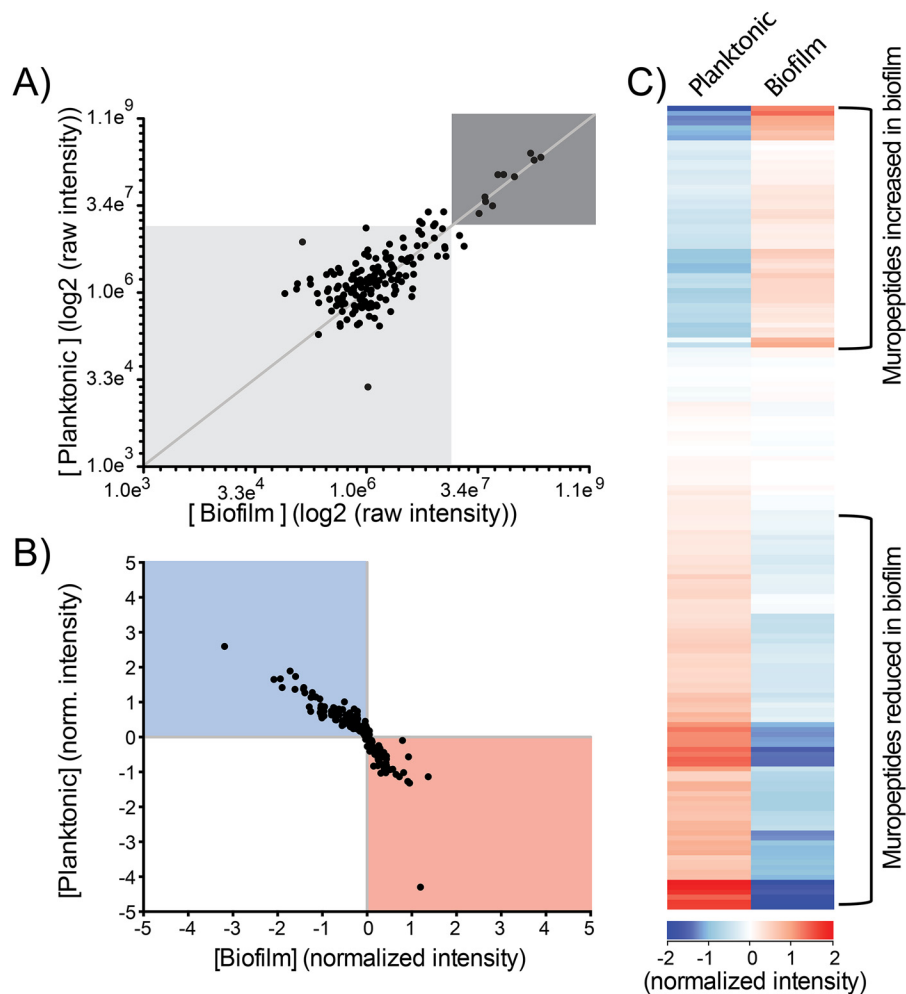 A)
[Planktonic] (log2 (raw intensity))
1.1e⁹
3.4e⁷
1.0e⁶
3.3e⁴
1.0e³
1.0e³ 3.3e⁴ 1.0e⁶ 3.4e⁷ 1.1e⁹
[Biofilm] (log2 (raw intensity))
B)
[Planktonic] (norm. intensity)
5
4
3
2
1
0
-1
-2
-3
-4
-5
-5 -4 -3 -2 -1 0 1 2 3 4 5
[Biofilm] (normalized intensity)
C)
Planktonic
Biofilm
Muropeptides increased in biofilm
Muropeptides reduced in biofilm
-2 -1 0 1 2
(normalized intensity)